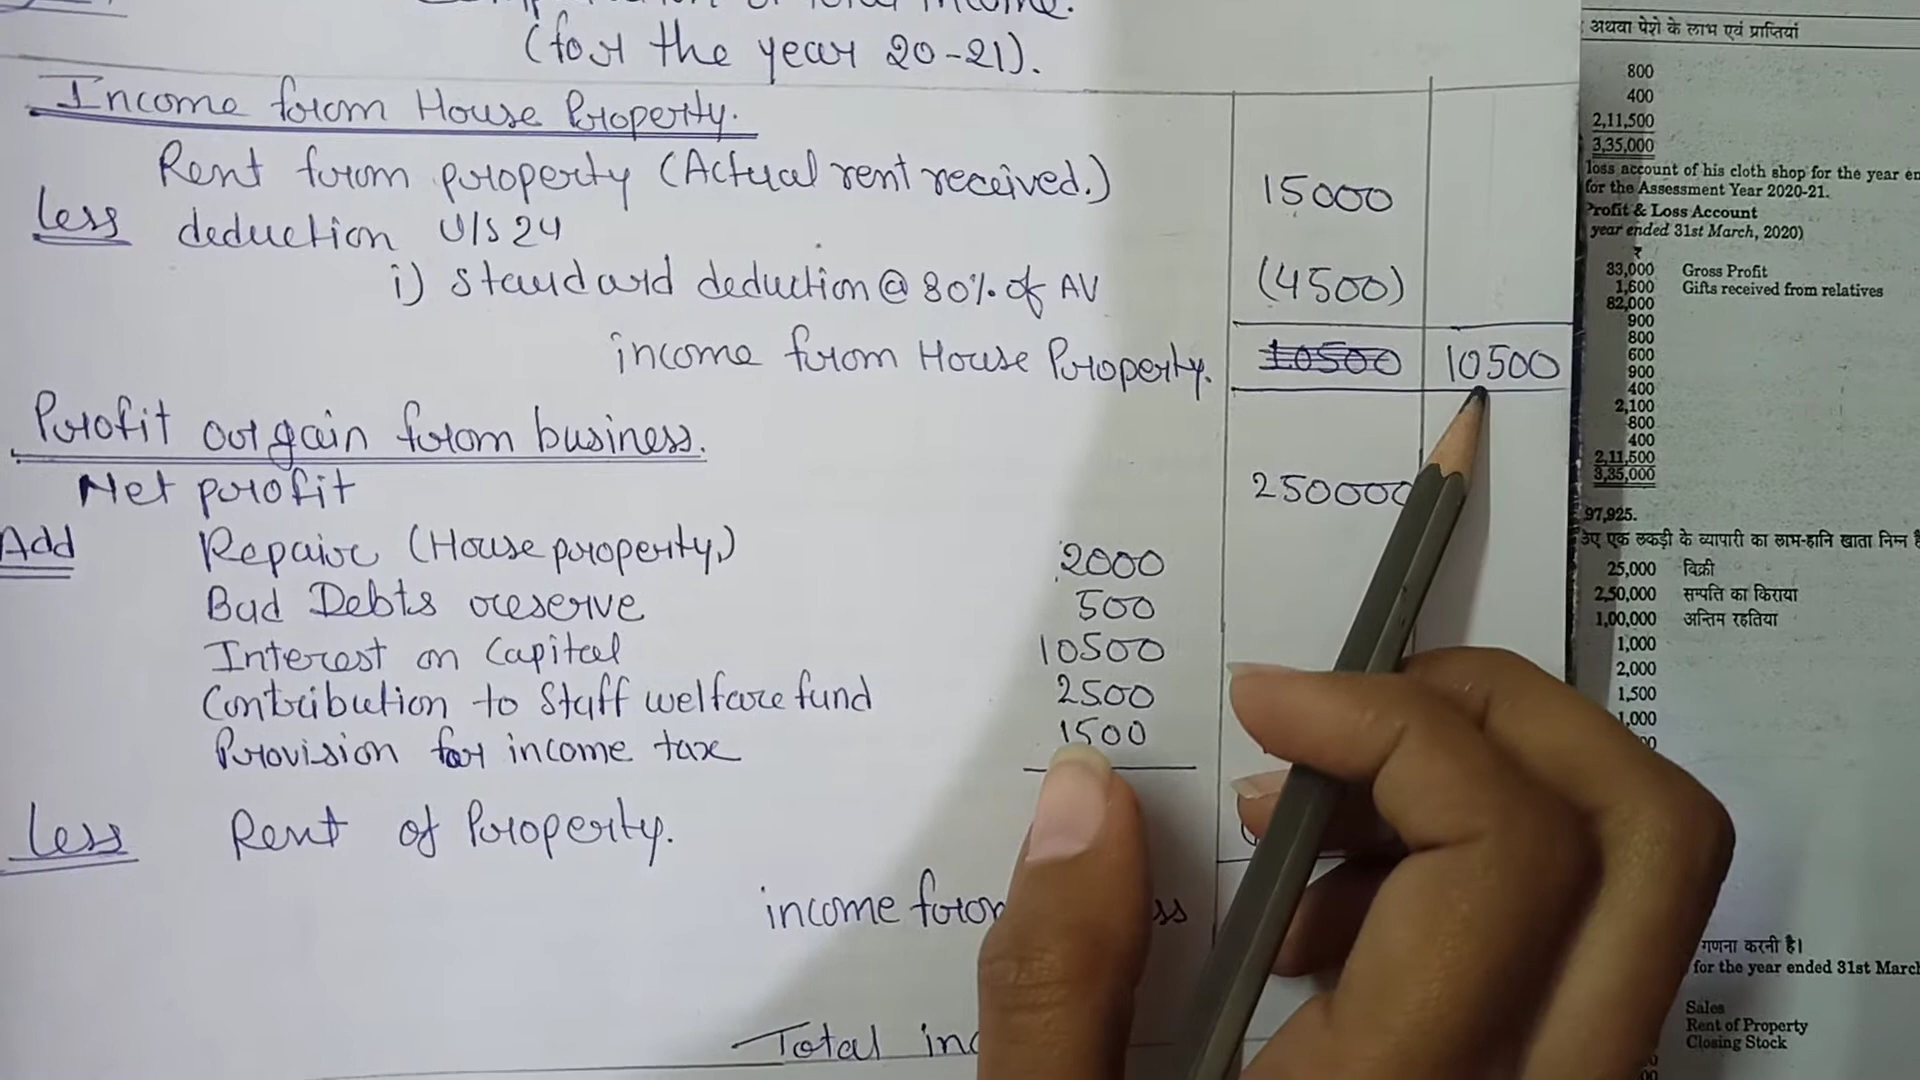 (for the year 20-21).
Income from House Property.
Rent from property (Actual rent received.) 15000
Less deduction U/S 24
i) Standard deduction @ 30% of AV (4500)
income from House Property. 10500 10500
Profit or gain from business.
Net profit 250000
Add Repair (House property) 2000
Bad Debts reserve 500
Interest on Capital 10500
Contribution to Staff welfare fund 2500
Provision for income tax 1500
Less Rent of Property.
income from
Total
अथवा पेशे के लाभ एवं प्राप्तियां
800
400
2,11,500
3,35,000
loss account of his cloth shop for the year
for the Assessment Year 2020-21.
Profit & Loss Account
year ended 31st March, 2020)
₹
83,000 Gross Profit
1,600 Gifts received from relatives
82,000
900
800
600
900
400
2,100
800
400
2,11,500
3,35,000
97,925.
एक लकड़ी के व्यापारी का लाभ-हानि खाता निम्न
25,000 बिक्री
2,50,000 सम्पत्ति का किराया
1,00,000 अन्तिम रहतिया
1,000
2,000
1,500
1,000
गणना करनी है।
for the year ended 31st March
Sales
Rent of Property
Closing Stock